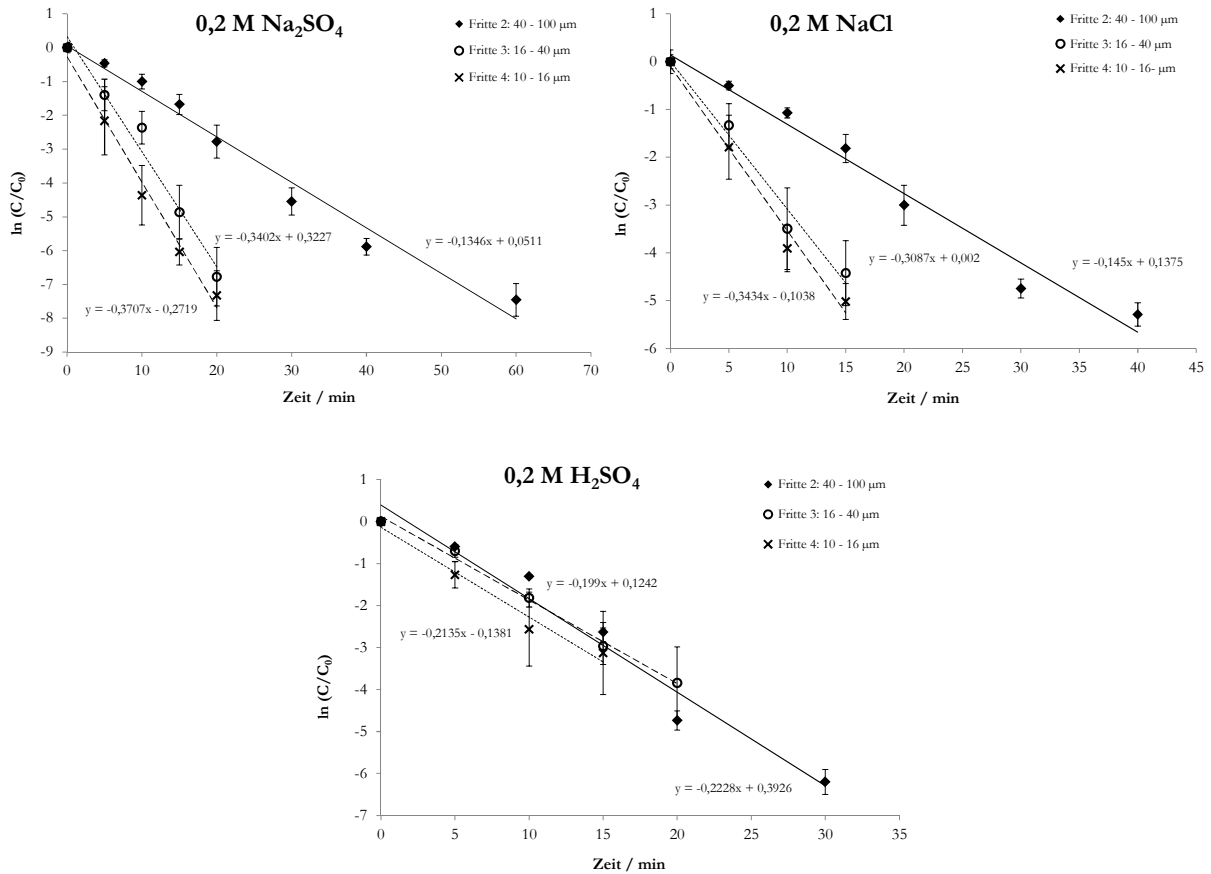 0,2 M Na₂SO₄
Fritte 2: 40 - 100 μm
Fritte 3: 16 - 40 μm
Fritte 4: 10 - 16 μm
1
0
-1
-2
-3
-4
-5
-6
-7
-8
-9
ln (C/C₀)
y = -0,3402x + 0,3227
y = -0,1346x + 0,0511
y = -0,3707x - 0,2719
0 10 20 30 40 50 60 70
Zeit / min
0,2 M NaCl
Fritte 2: 40 - 100 μm
Fritte 3: 16 - 40 μm
Fritte 4: 10 - 16- μm
1
0
-1
-2
-3
-4
-5
-6
ln (C/C₀)
y = -0,3087x + 0,002
y = -0,145x + 0,1375
y = -0,3434x - 0,1038
0 5 10 15 20 25 30 35 40 45
Zeit / min
0,2 M H₂SO₄
Fritte 2: 40 - 100 μm
Fritte 3: 16 - 40 μm
Fritte 4: 10 - 16 μm
1
0
-1
-2
-3
-4
-5
-6
-7
ln (C/C₀)
y = -0,199x + 0,1242
y = -0,2135x - 0,1381
y = -0,2228x + 0,3926
0 5 10 15 20 25 30 35
Zeit / min